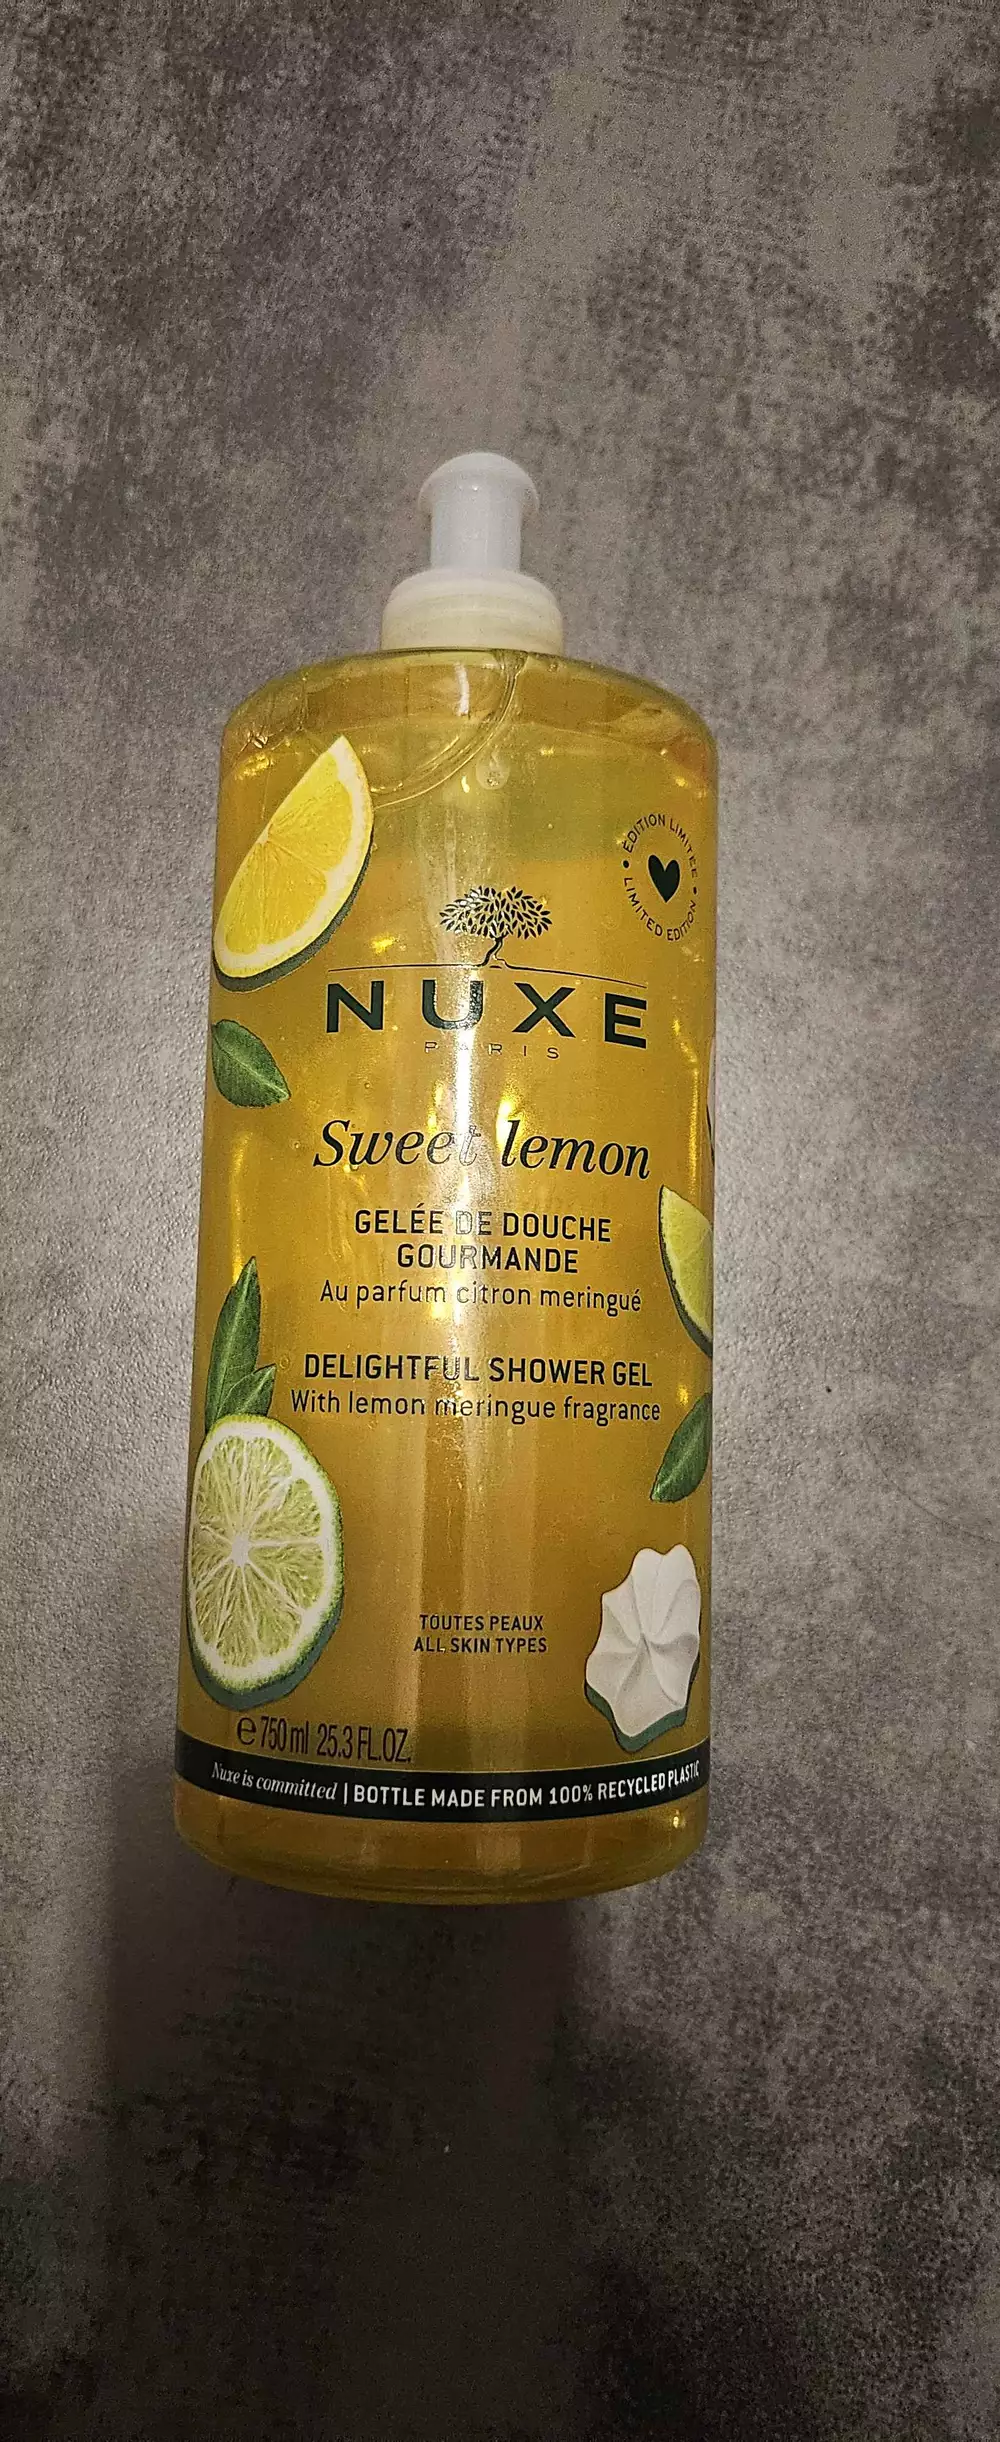 ÉDITION LIMITÉE
LIMITED EDITION
NUXE
PARIS
Sweet lemon
GELÉE DE DOUCHE
GOURMANDE
Au parfum citron meringué
DELIGHTFUL SHOWER GEL
With lemon meringue fragrance
TOUTES PEAUX
ALL SKIN TYPES
e 750 ml 25.3 FL.OZ.
Nuxe is committed | BOTTLE MADE FROM 100% RECYCLED PLASTIC